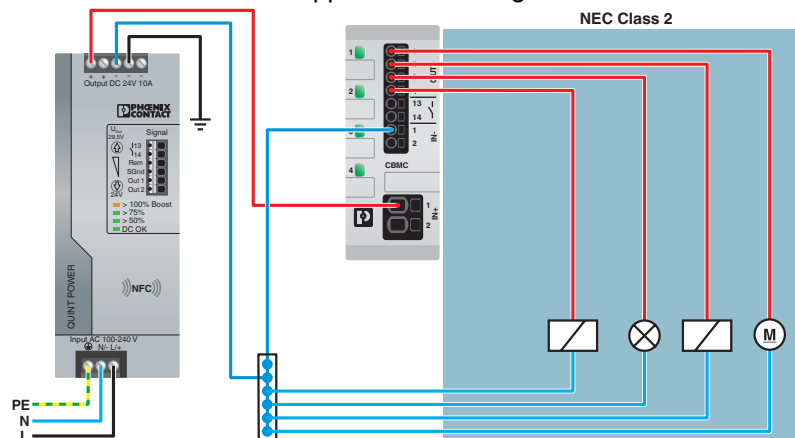 NEC Class 2
+ + − − −
Output DC 24V 10A
PHŒNIX
CONTACT
UOut
29,5V
Signal
13
14
Rem
SGnd
Out 1
Out 2
24V
> 100% Boost
> 75%
> 50%
DC OK
NFC
QUINT POWER
Input AC 100-240 V
N/- L/+
PE
N
L
1
2
3
4
OUT
13
14
1
2
IN-
CBMC
1
2
IN+
M